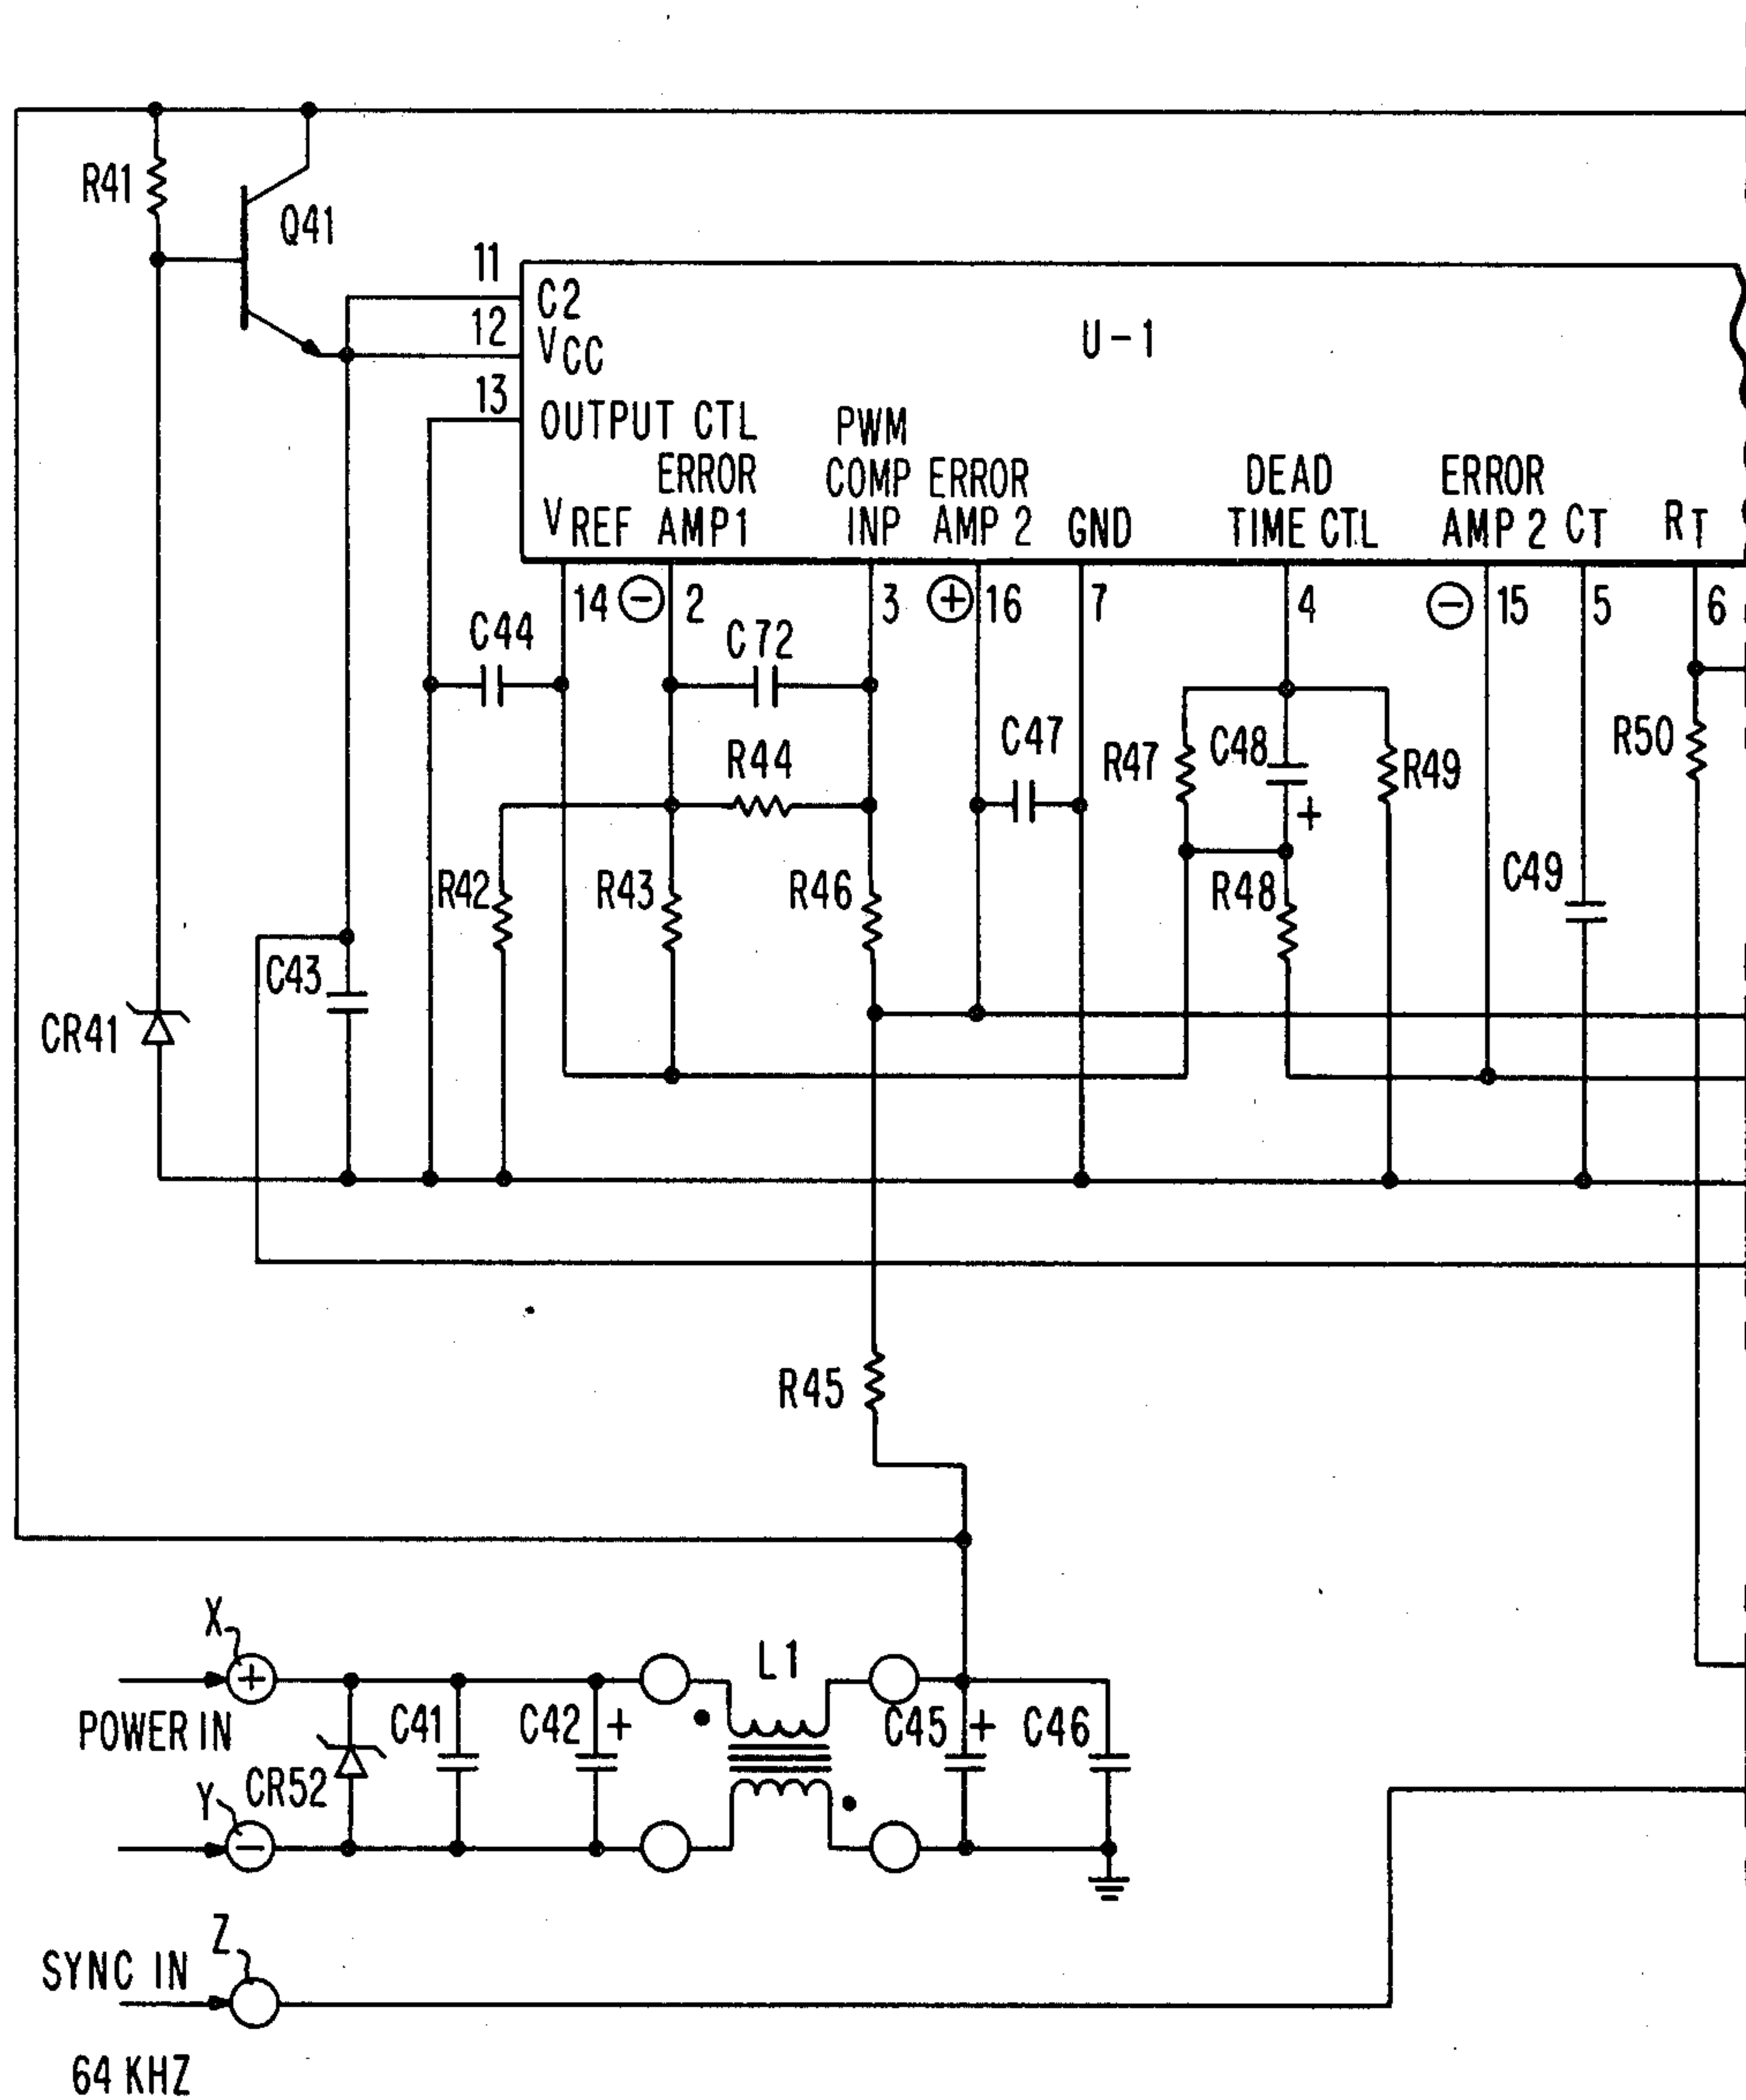 R41
Q41
11
C2
12
VCC
U-1
13
OUTPUT CTL
PWM
ERROR
COMP
ERROR
DEAD
ERROR
VREF
AMP1
INP
AMP 2
GND
TIME CTL
AMP 2
CT
RT
14
⊖
2
3
⊕
16
7
4
⊖
15
5
6
C44
C72
C47
R47
C48
+
R49
R50
R44
R42
R43
R46
R48
C49
C43
CR41
R45
X
+
L1
POWER IN
C41
C42 +
C45 +
C46
Y
CR52
−
SYNC IN
Z
64 KHZ